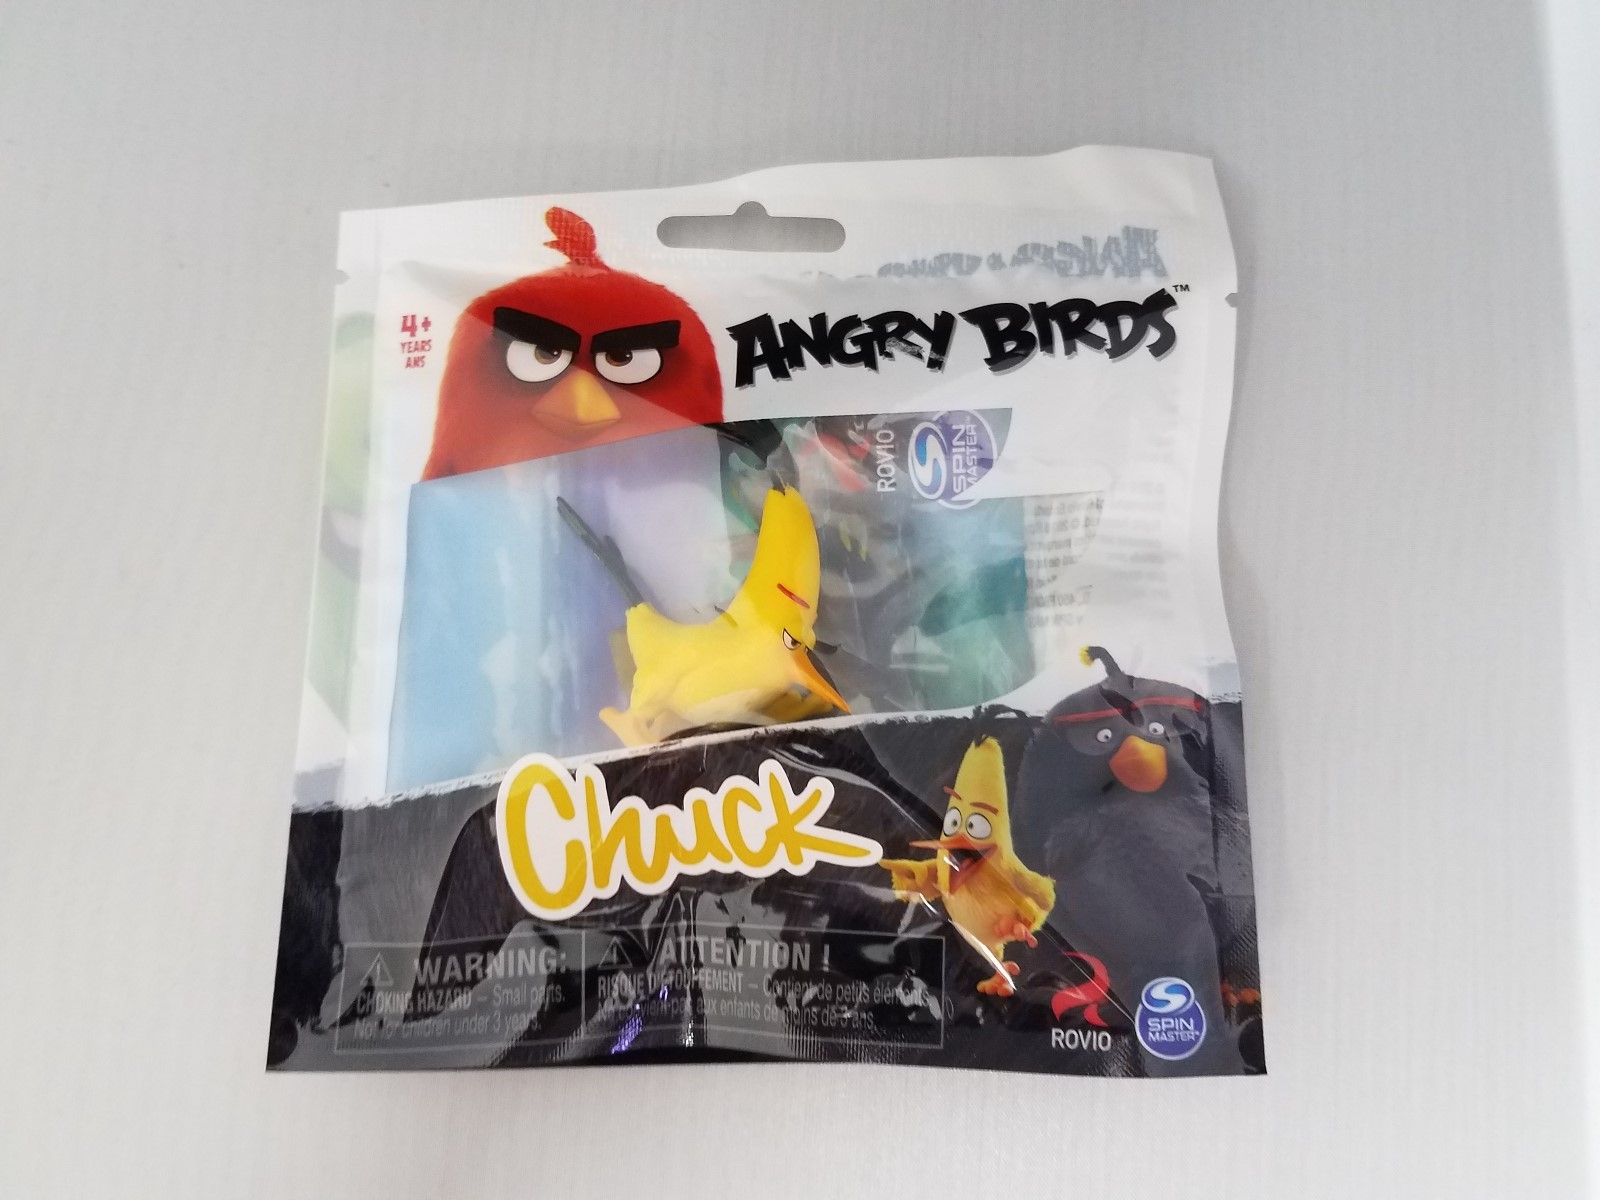 4+
YEARS
ANS
ANGRY BIRDS™
ROVIO
SPIN
MASTER™
Chuck
WARNING:
CHOKING HAZARD – Small parts.
Not for children under 3 years.
ATTENTION !
RISQUE D'ÉTOUFFEMENT – Contient de petits éléments.
Ne convient pas aux enfants de moins de 3 ans.
ROVIO
SPIN
MASTER™